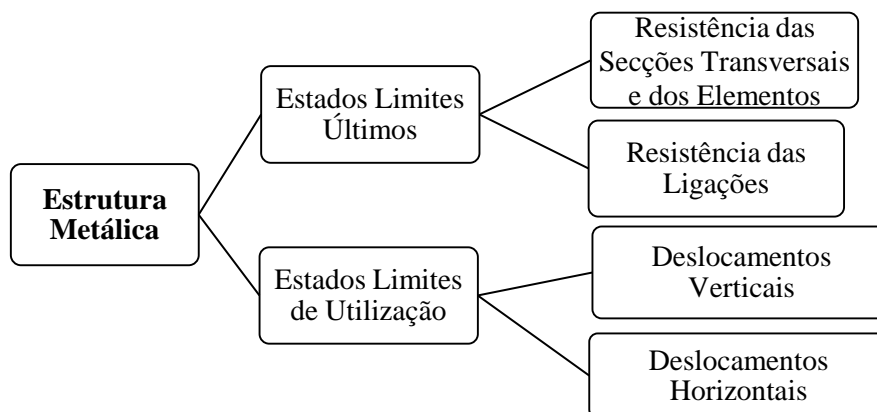 Estrutura
Metálica
Estados Limites
Últimos
Resistência das
Secções Transversais
e dos Elementos
Resistência das
Ligações
Estados Limites
de Utilização
Deslocamentos
Verticais
Deslocamentos
Horizontais